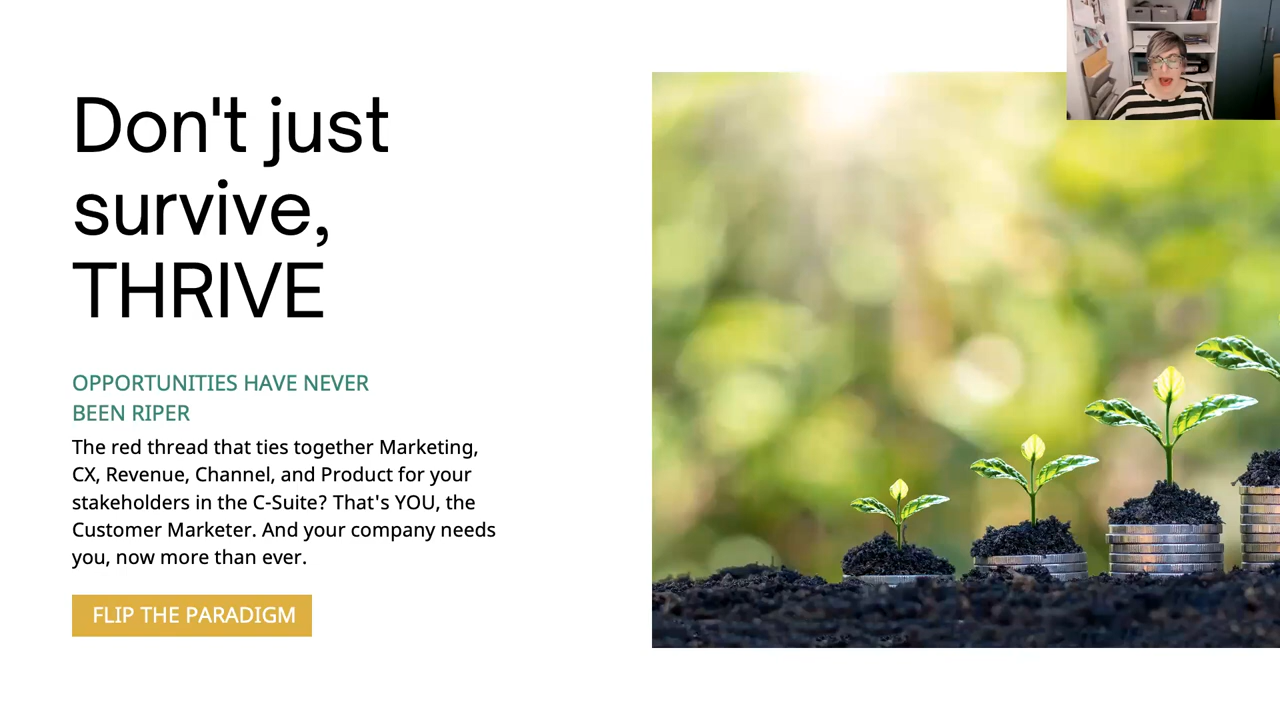 Don't just
survive,
THRIVE
OPPORTUNITIES HAVE NEVER
BEEN RIPER
The red thread that ties together Marketing,
CX, Revenue, Channel, and Product for your
stakeholders in the C-Suite? That's YOU, the
Customer Marketer. And your company needs
you, now more than ever.
FLIP THE PARADIGM